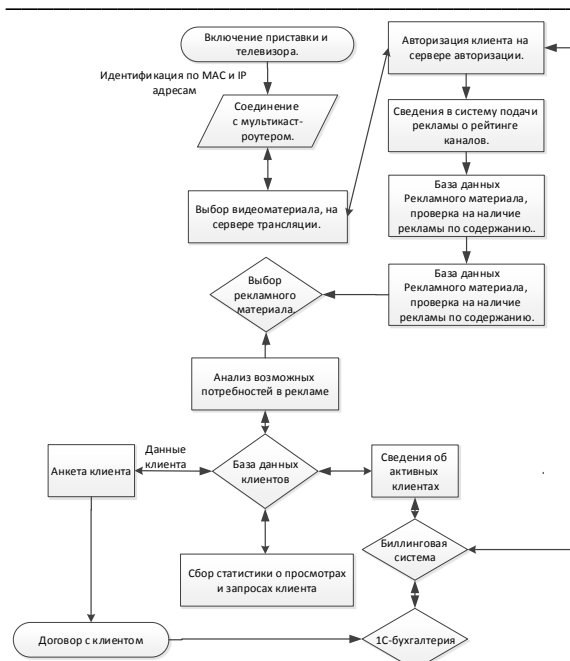 Включение приставки и
телевизора.
Идентификация по MAC и IP
адресам
Соединение
с мультикаст-
роутером.
Выбор видеоматериала, на
сервере трансляции.
Авторизация клиента на
сервере авторизации.
Сведения в систему подачи
рекламы о рейтинге
каналов.
База данных
Рекламного материала,
проверка на наличие
рекламы по содержанию..
База данных
Рекламного материала,
проверка на наличие
рекламы по содержанию.
Выбор
рекламного
материала.
Анализ возможных
потребностей в рекламе
База данных
клиентов
Данные
клиента
Анкета клиента
Сведения об
активных
клиентах
Биллинговая
система
Сбор статистики о просмотрах
и запросах клиента
Договор с клиентом
1С-бухгалтерия